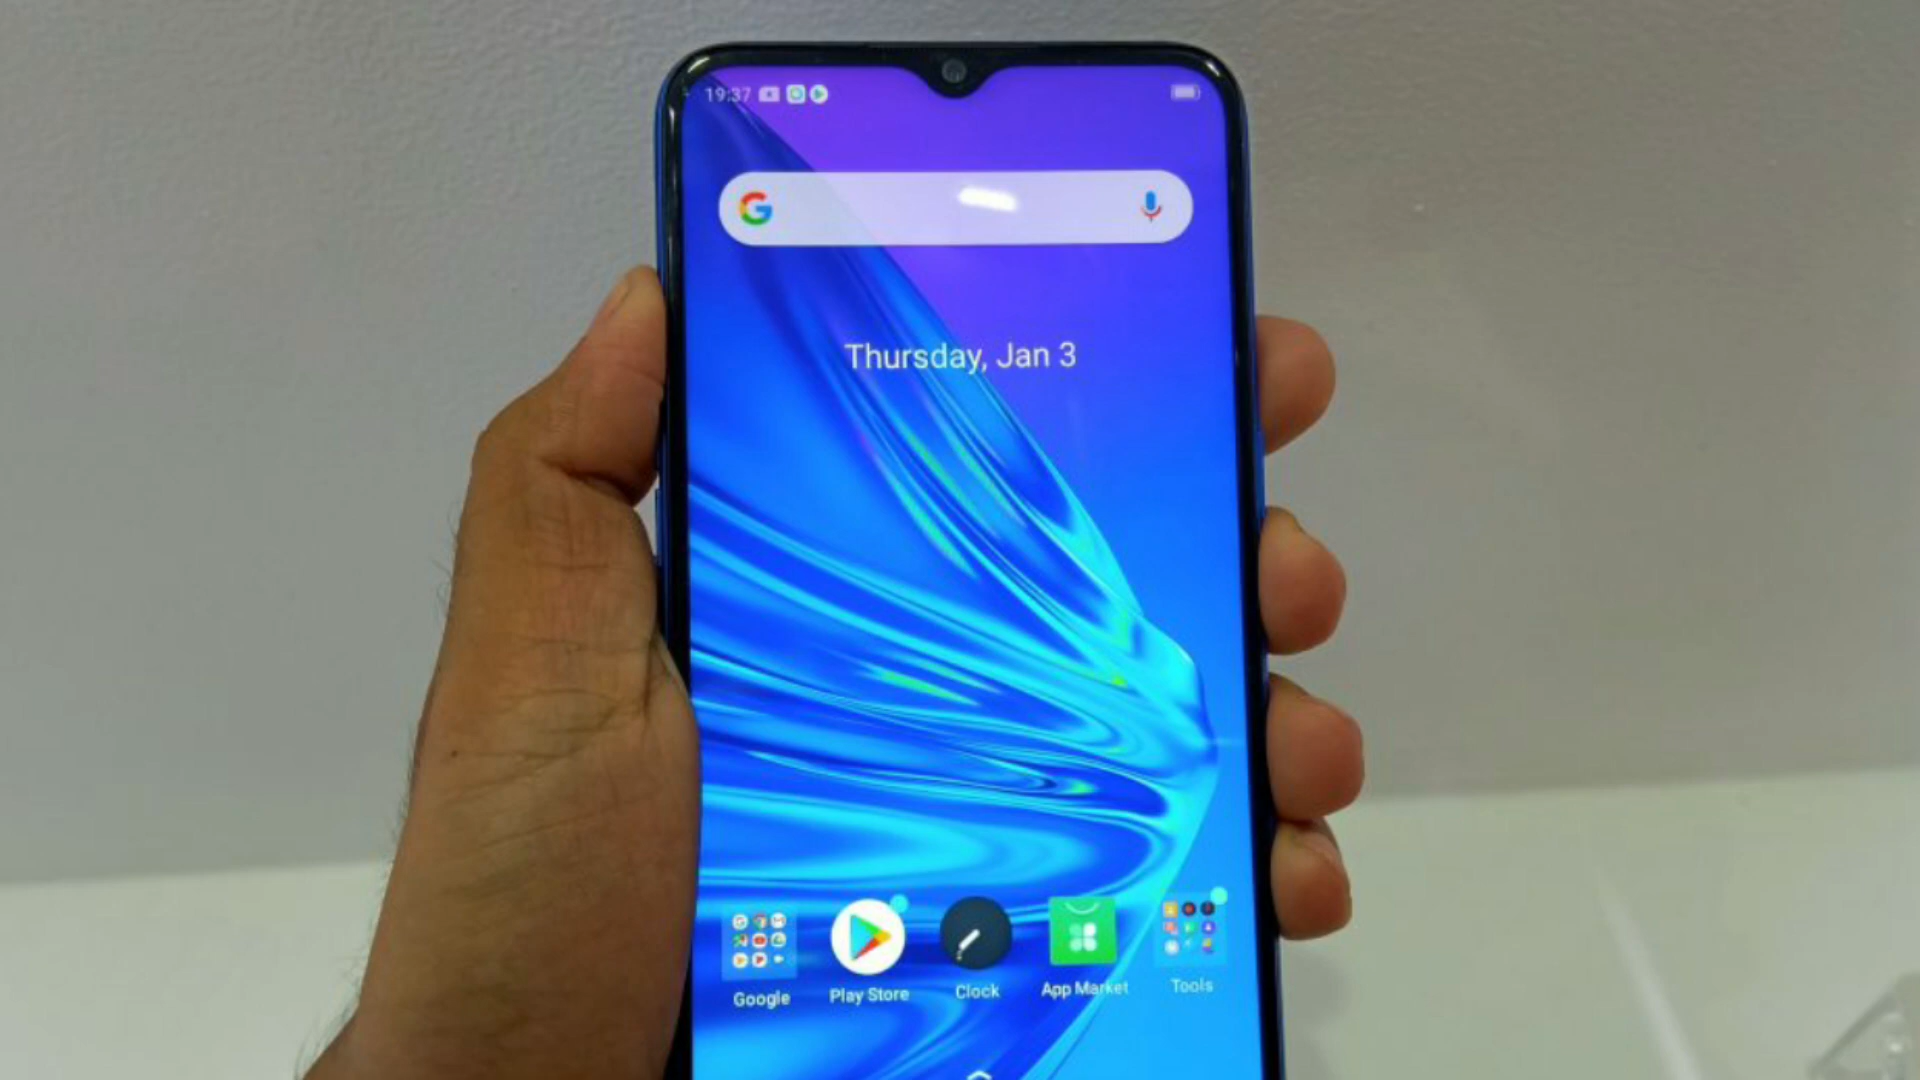 19:37
Thursday, Jan 3
Google
Play Store
Clock
App Market
Tools